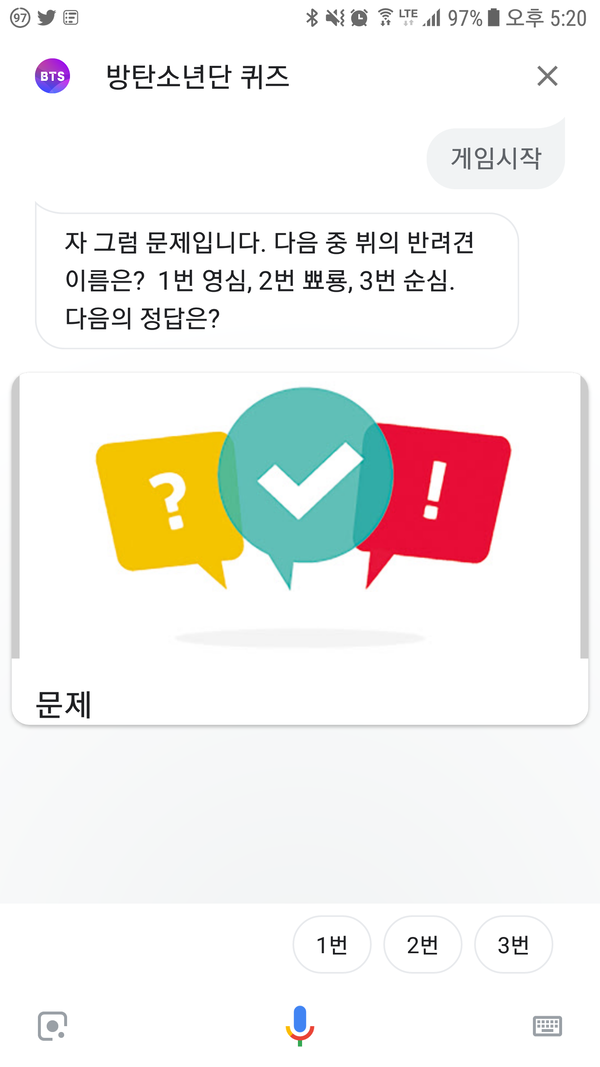 97 LTE 97% 오후 5:20
BTS 방탄소년단 퀴즈
게임시작
자 그럼 문제입니다. 다음 중 뷔의 반려견
이름은?  1번 영심, 2번 뾰룡, 3번 순심.
다음의 정답은?
?
!
문제
1번 2번 3번